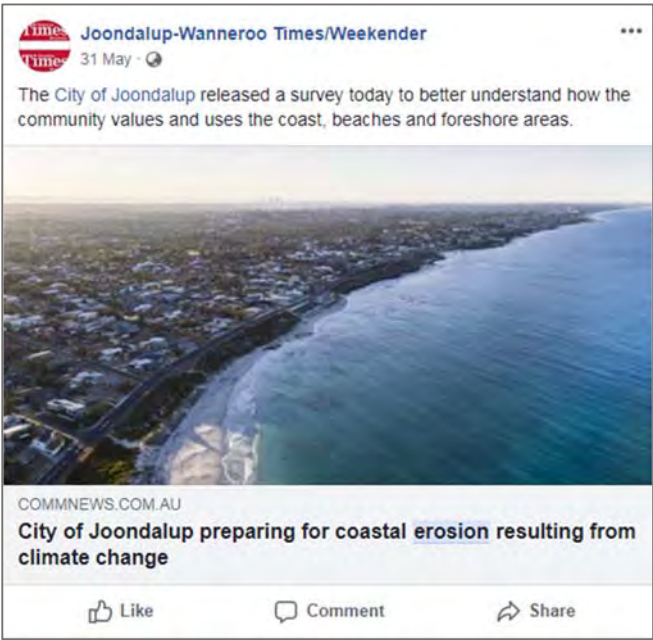 Times
Times
Joondalup-Wanneroo Times/Weekender
31 May ·
The City of Joondalup released a survey today to better understand how the
community values and uses the coast, beaches and foreshore areas.
COMMNEWS.COM.AU
City of Joondalup preparing for coastal erosion resulting from
climate change
Like Comment Share